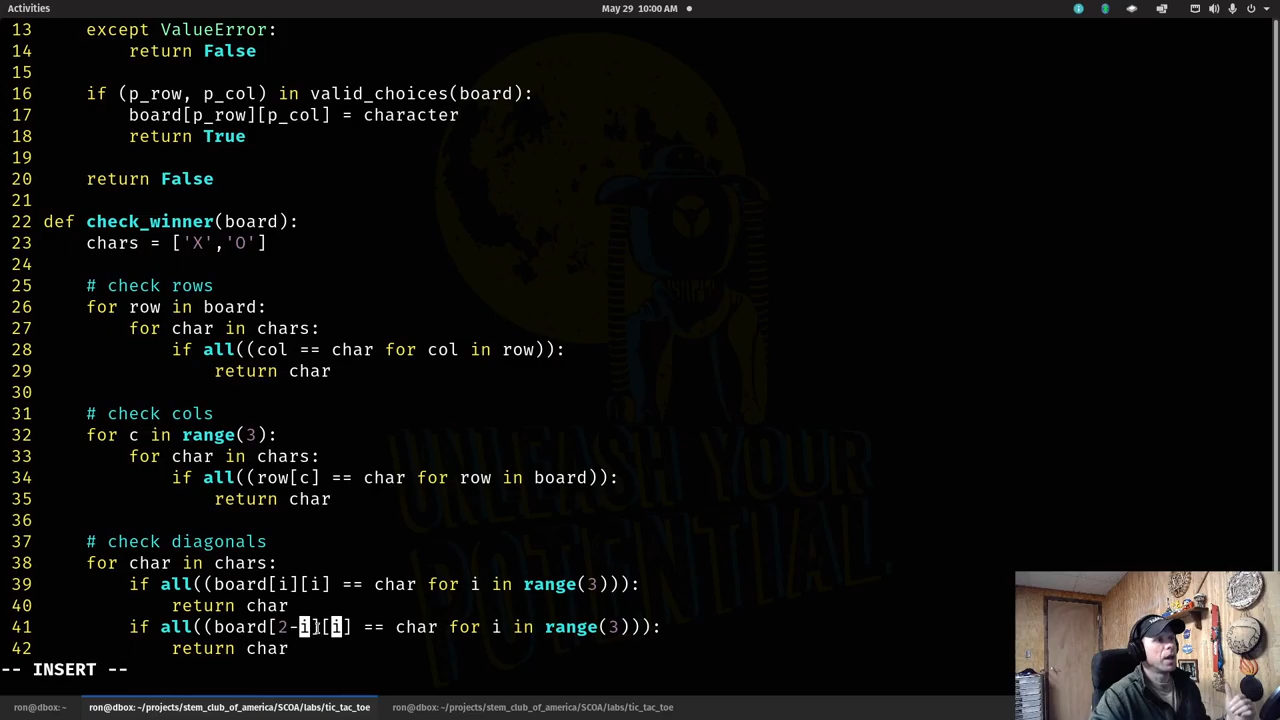 Activities
May 29 10:00 AM
13 except ValueError:
14 return False
15
16 if (p_row, p_col) in valid_choices(board):
17 board[p_row][p_col] = character
18 return True
19
20 return False
21
22 def check_winner(board):
23 chars = ['X','O']
24
25 # check rows
26 for row in board:
27 for char in chars:
28 if all((col == char for col in row)):
29 return char
30
31 # check cols
32 for c in range(3):
33 for char in chars:
34 if all((row[c] == char for row in board)):
35 return char
36
37 # check diagonals
38 for char in chars:
39 if all((board[i][i] == char for i in range(3))):
40 return char
41 if all((board[2-i][i] == char for i in range(3))):
42 return char
-- INSERT --
ron@dbox: ~
ron@dbox: ~/projects/stem_club_of_america/SCOA/labs/tic_tac_toe
ron@dbox: ~/projects/stem_club_of_america/SCOA/labs/tic_tac_toe
UNLEASH YOUR
POTENTIAL.